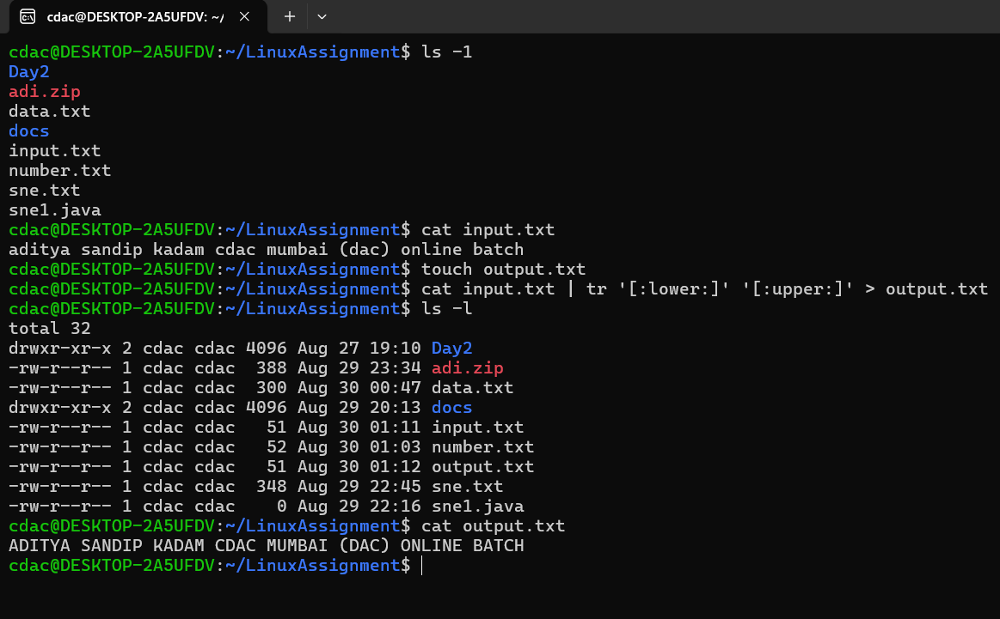 cdac@DESKTOP-2A5UFDV: ~/
cdac@DESKTOP-2A5UFDV:~/LinuxAssignment$ ls -1
Day2
adi.zip
data.txt
docs
input.txt
number.txt
sne.txt
sne1.java
cdac@DESKTOP-2A5UFDV:~/LinuxAssignment$ cat input.txt
aditya sandip kadam cdac mumbai (dac) online batch
cdac@DESKTOP-2A5UFDV:~/LinuxAssignment$ touch output.txt
cdac@DESKTOP-2A5UFDV:~/LinuxAssignment$ cat input.txt | tr '[:lower:]' '[:upper:]' > output.txt
cdac@DESKTOP-2A5UFDV:~/LinuxAssignment$ ls -l
total 32
drwxr-xr-x 2 cdac cdac 4096 Aug 27 19:10 Day2
-rw-r--r-- 1 cdac cdac  388 Aug 29 23:34 adi.zip
-rw-r--r-- 1 cdac cdac  300 Aug 30 00:47 data.txt
drwxr-xr-x 2 cdac cdac 4096 Aug 29 20:13 docs
-rw-r--r-- 1 cdac cdac   51 Aug 30 01:11 input.txt
-rw-r--r-- 1 cdac cdac   52 Aug 30 01:03 number.txt
-rw-r--r-- 1 cdac cdac   51 Aug 30 01:12 output.txt
-rw-r--r-- 1 cdac cdac  348 Aug 29 22:45 sne.txt
-rw-r--r-- 1 cdac cdac    0 Aug 29 22:16 sne1.java
cdac@DESKTOP-2A5UFDV:~/LinuxAssignment$ cat output.txt
ADITYA SANDIP KADAM CDAC MUMBAI (DAC) ONLINE BATCH
cdac@DESKTOP-2A5UFDV:~/LinuxAssignment$